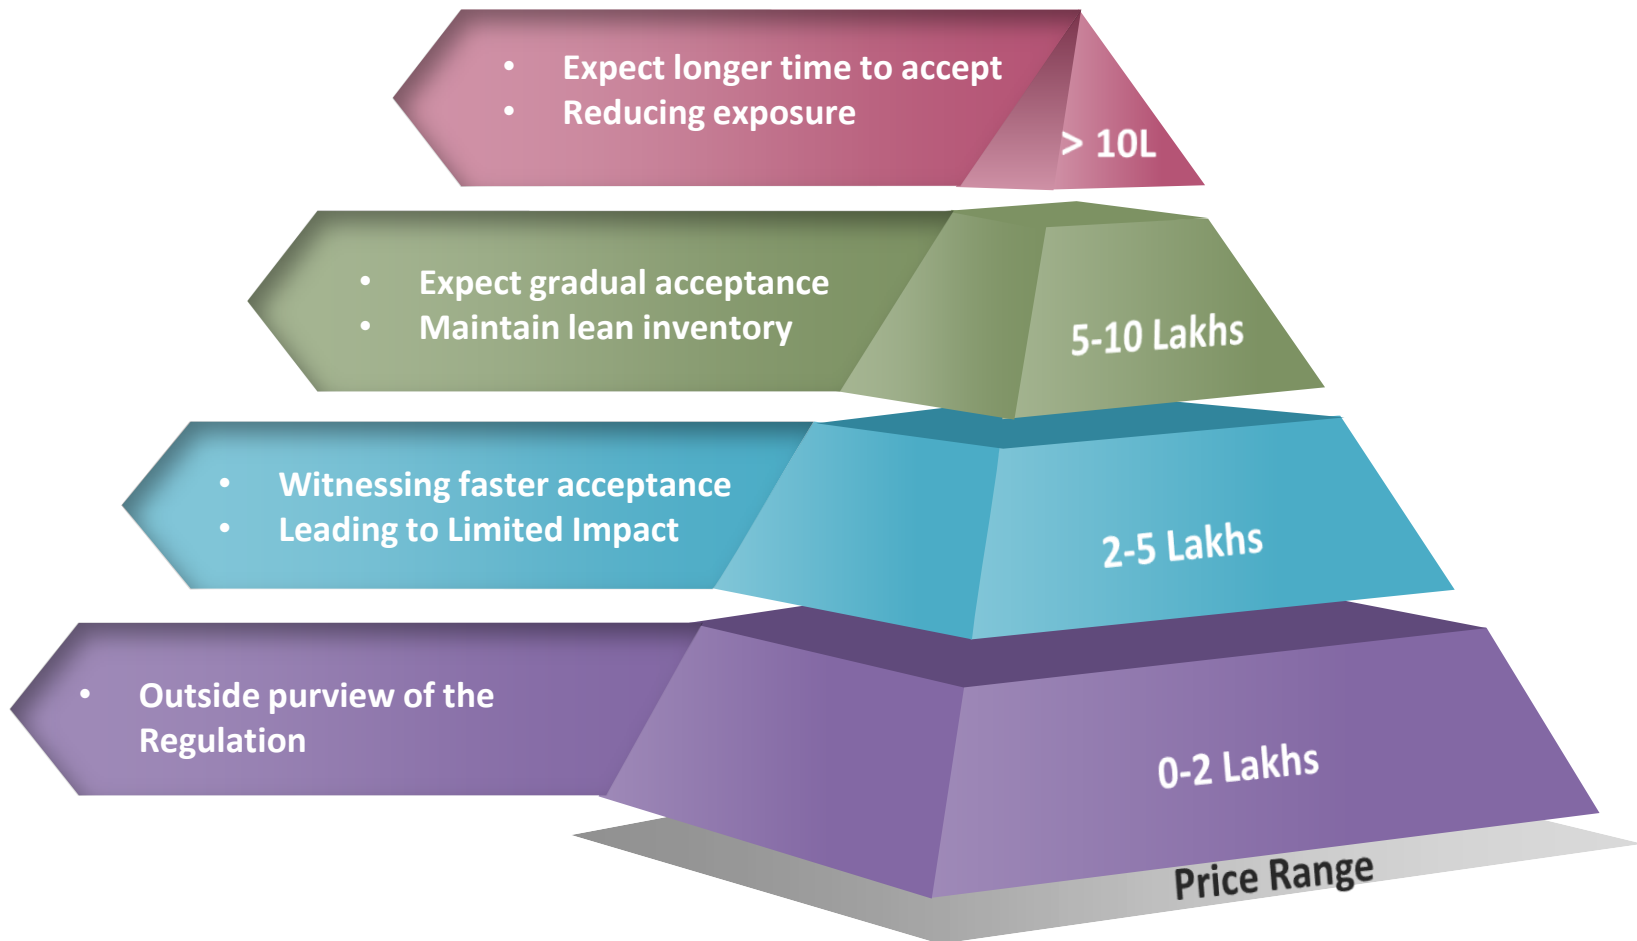 • Expect longer time to accept
• Reducing exposure
> 10L
• Expect gradual acceptance
• Maintain lean inventory
5-10 Lakhs
• Witnessing faster acceptance
• Leading to Limited Impact
2-5 Lakhs
• Outside purview of the
Regulation
0-2 Lakhs
Price Range